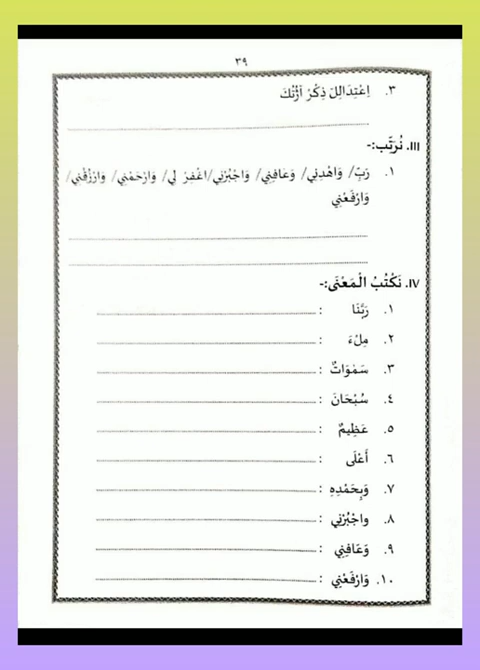 ٣٩
٣. اِعْتِدَالِلَ ذِكْرْ اَرْتْكَ
III. نُرَتِّب:-
١. رَبِّ/ وَاهْدِنِي/ وَعَافِنِي/ وَاجْبُرْنِي/اغْفِرْ لِي/ وَارْحَمْنِي/ وَارْزُقْنِي/
وَارْفَعْنِي
IV. نَكْتُبُ الْمَعْنَى:-
١. رَبَّنَا :
٢. مِلْءَ :
٣. سَمٰوَاتٌ :
٤. سُبْحَانَ :
٥. عَظِيمٌ :
٦. أَعْلَى :
٧. وَبِحَمْدِهِ :
٨. واجْبُرْنِي :
٩. وَعَافِنِي :
١٠. وَارْفَعْنِي :